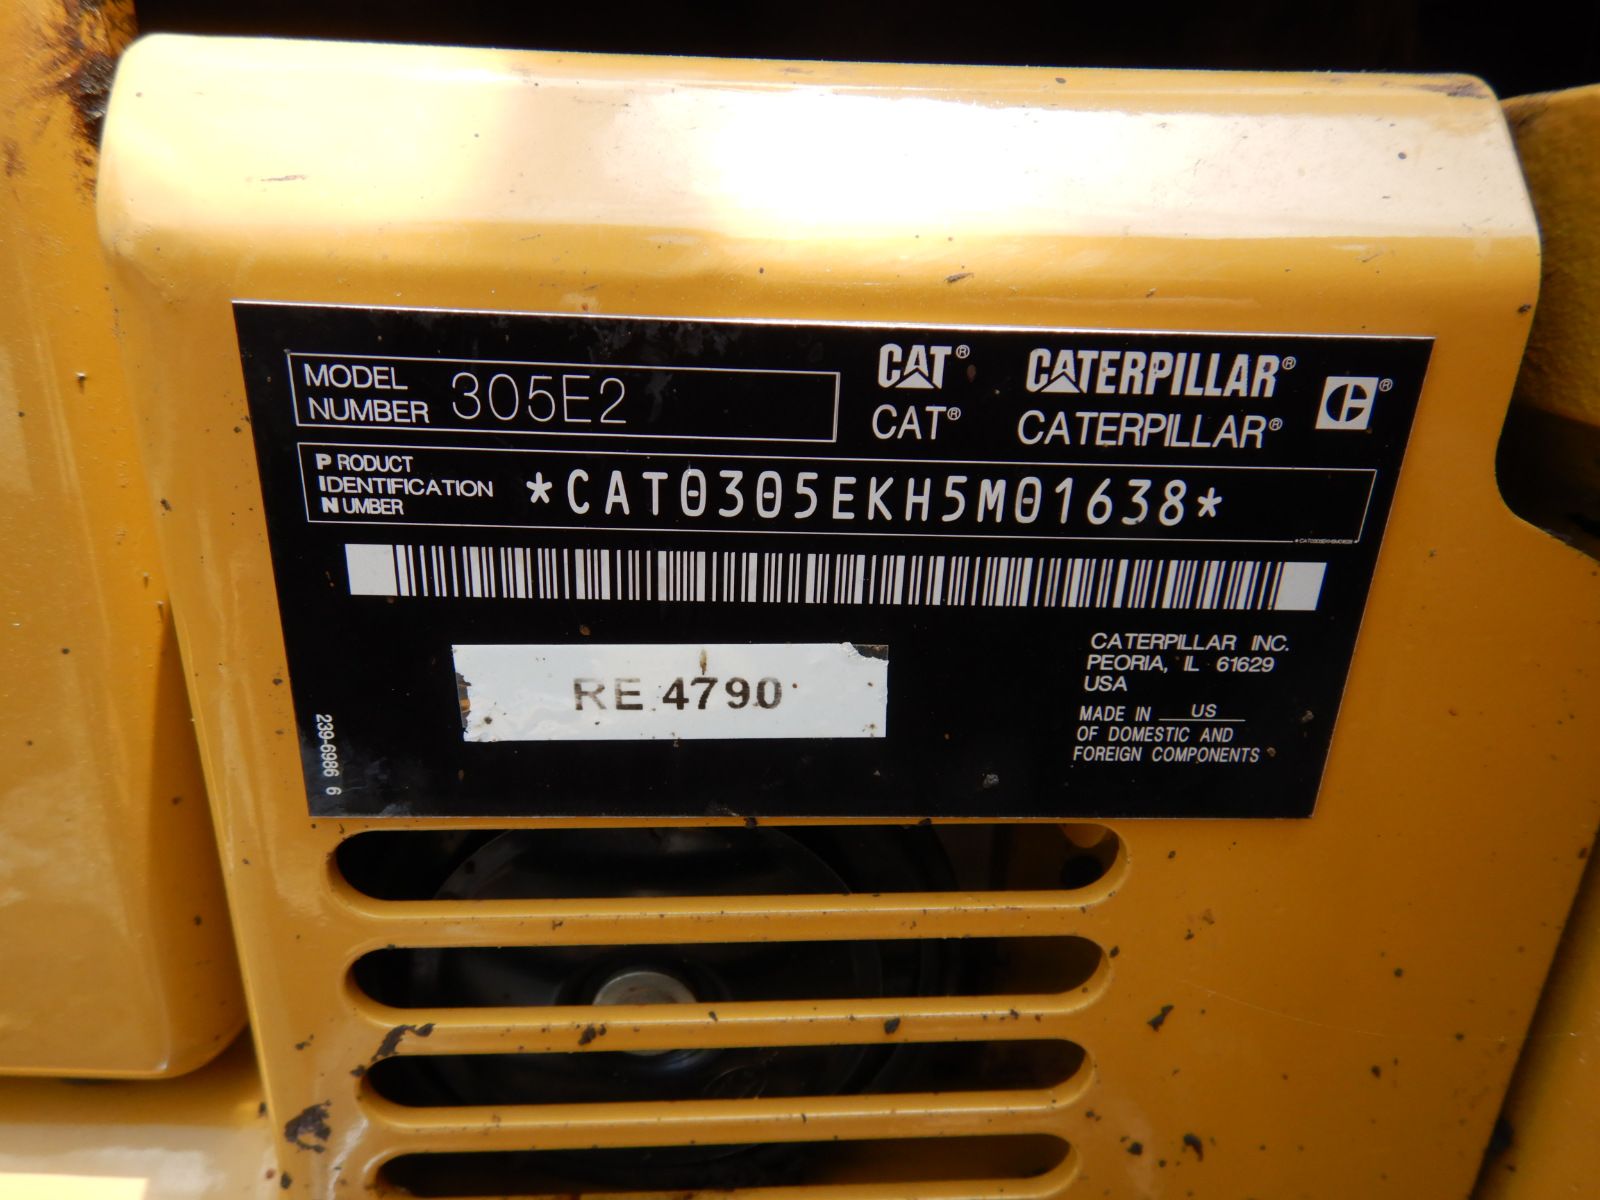 MODEL NUMBER 305E2
CAT® CATERPILLAR® ®
CAT® CATERPILLAR®
PRODUCT IDENTIFICATION NUMBER *CAT0305EKH5M01638*
*CAT0305EKH5M01638*
RE 4790
CATERPILLAR INC.
PEORIA, IL 61629
USA
MADE IN US
OF DOMESTIC AND
FOREIGN COMPONENTS
239-6986 6